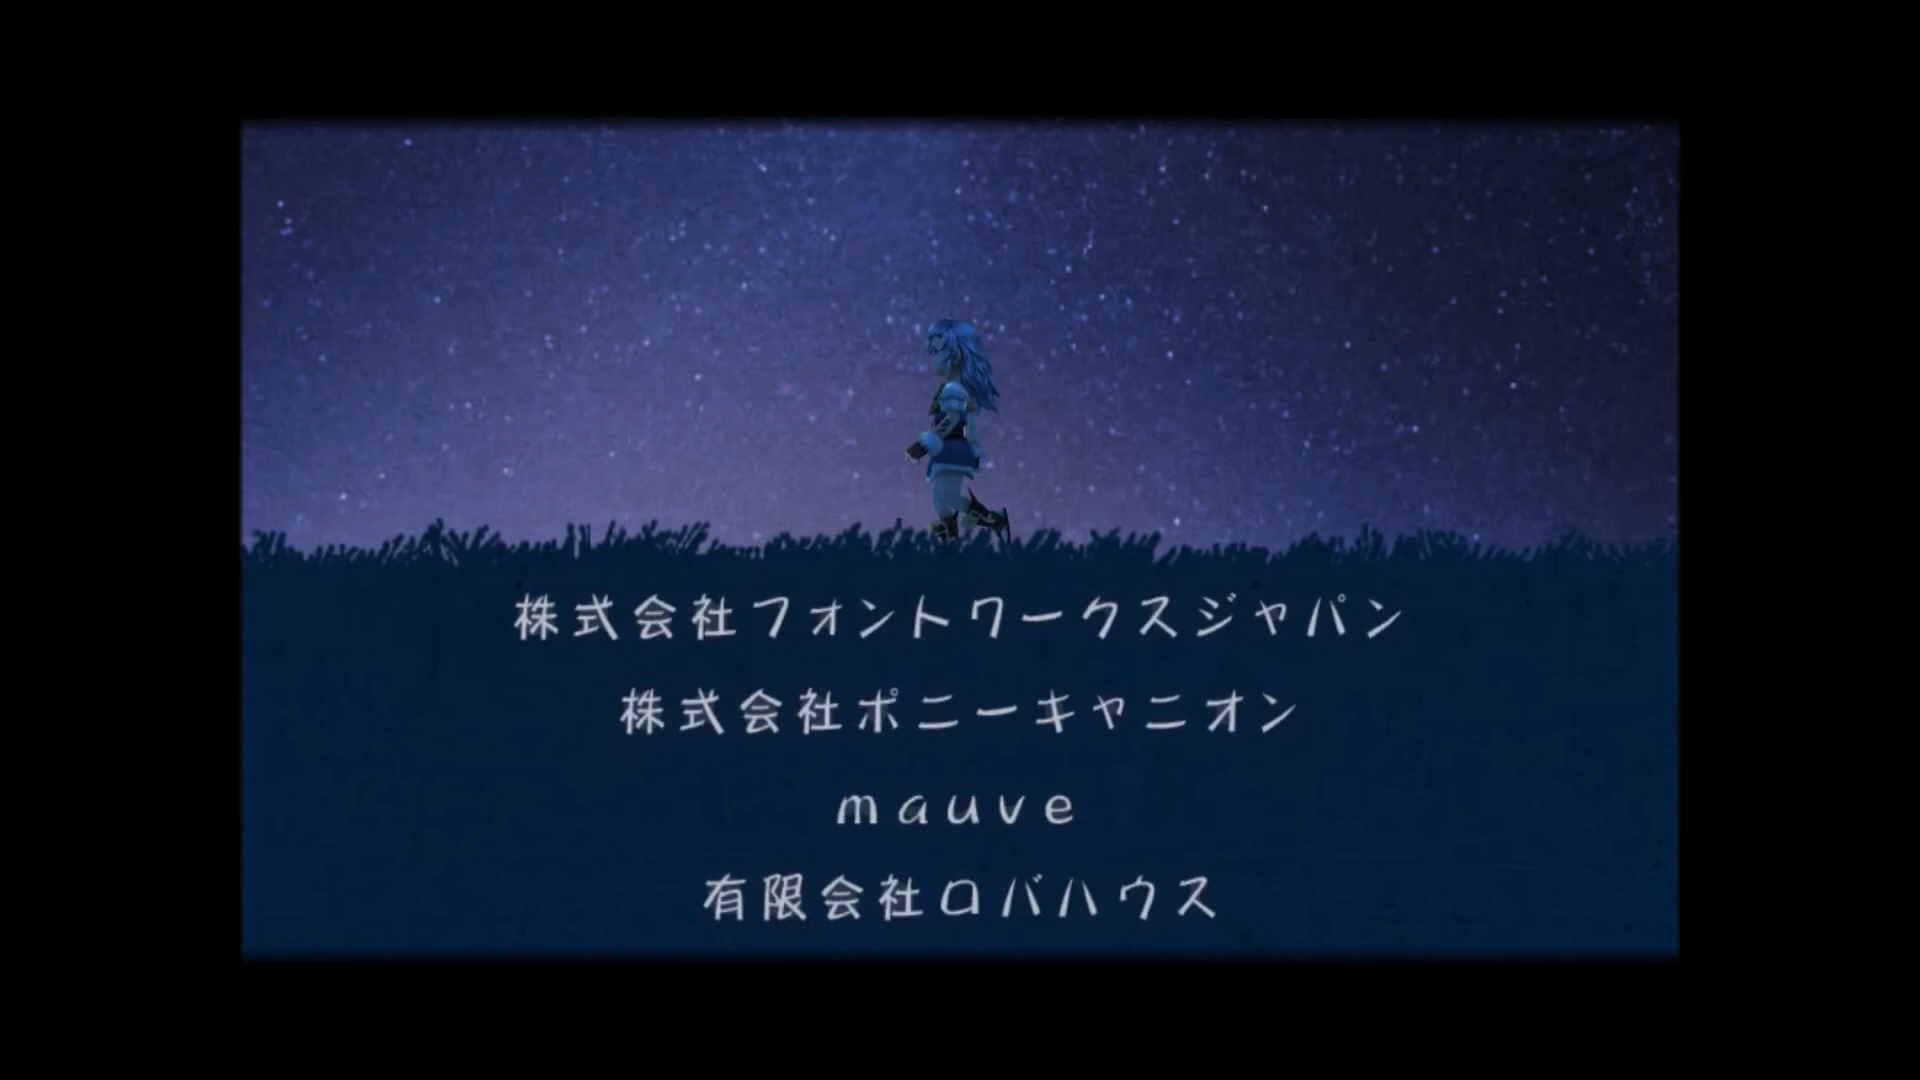 株式会社フォントワークスジャパン
株式会社ポニーキャニオン
mauve
有限会社ロバハウス